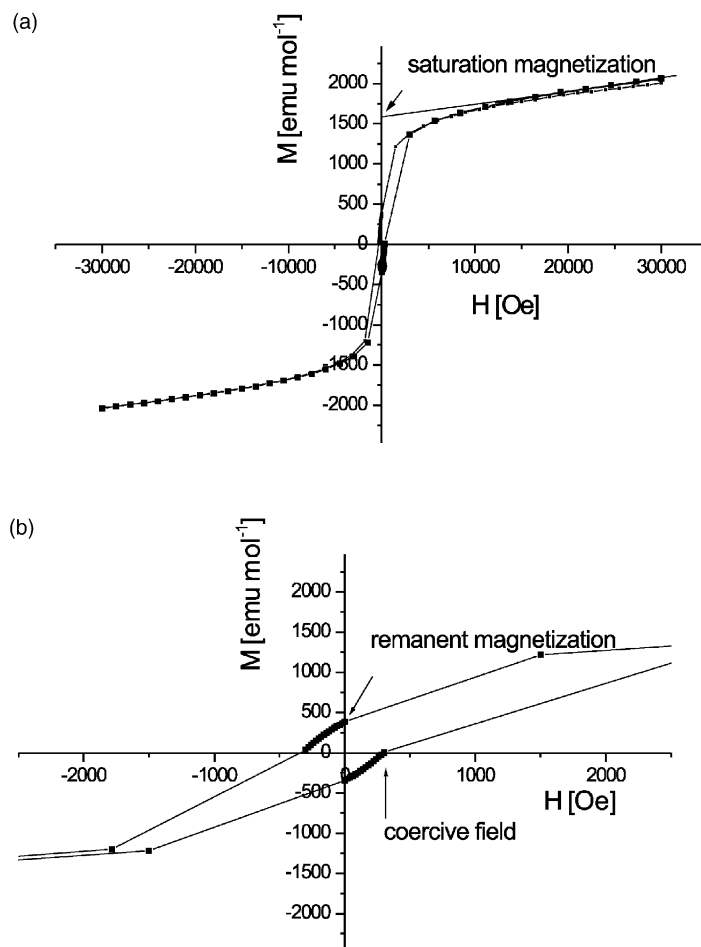 (a)
M [emu mol-1]
saturation magnetization
2000
1500
1000
500
0
-30000 -20000 -10000 10000 20000 30000
-500
H [Oe]
-1000
-1500
-2000
(b)
M [emu mol-1]
2000
1500
remanent magnetization
1000
500
0
-2000 -1000 0 1000 2000
-500
H [Oe]
coercive field
-1000
-1500
-2000